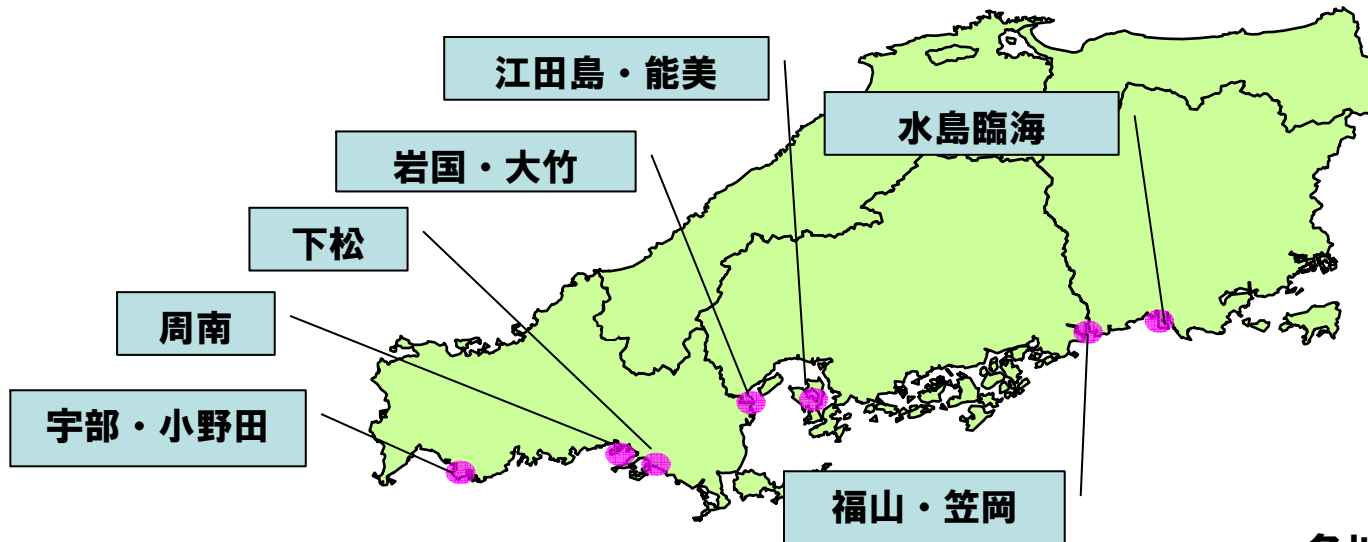 江田島・能美
水島臨海
岩国・大竹
下松
周南
宇部・小野田
福山・笠岡